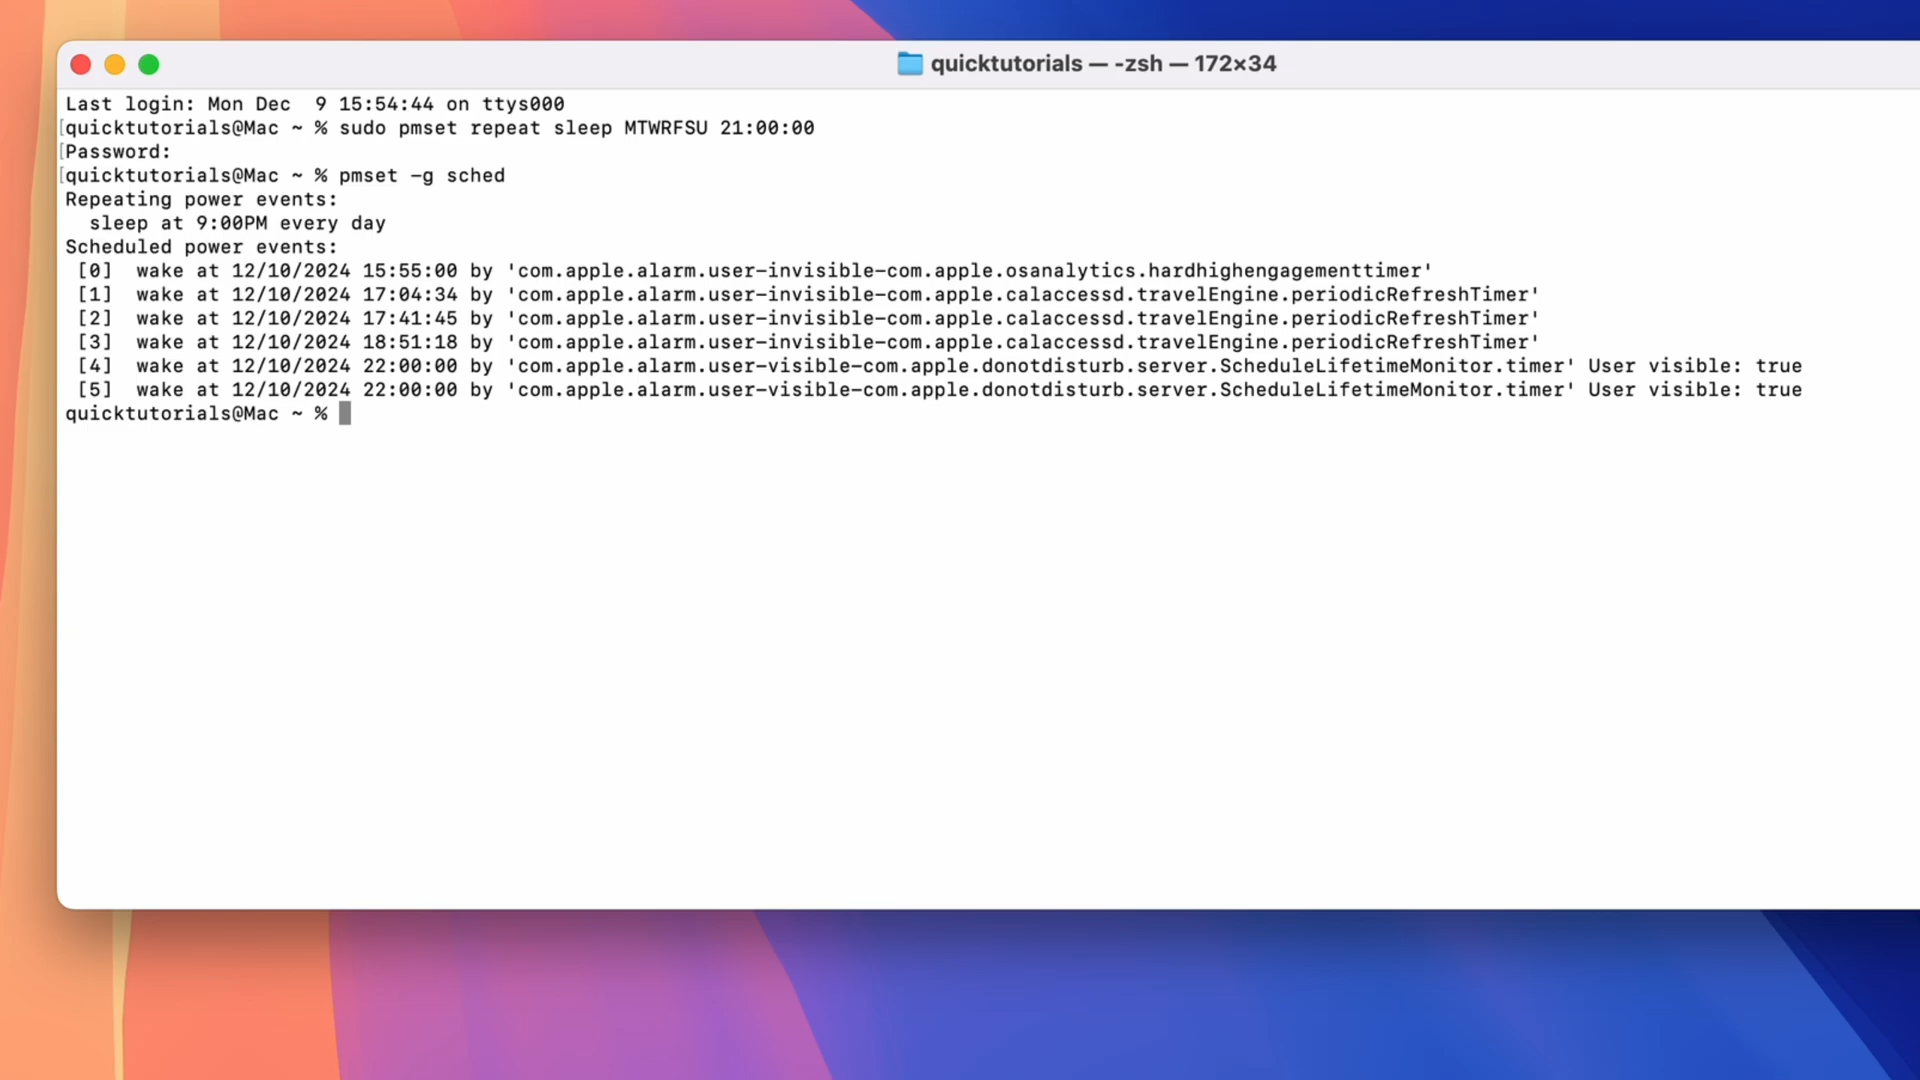 quicktutorials — -zsh — 172×34
Last login: Mon Dec  9 15:54:44 on ttys000
[quicktutorials@Mac ~ % sudo pmset repeat sleep MTWRFSU 21:00:00
[Password:
[quicktutorials@Mac ~ % pmset -g sched
Repeating power events:
  sleep at 9:00PM every day
Scheduled power events:
 [0]  wake at 12/10/2024 15:55:00 by 'com.apple.alarm.user-invisible-com.apple.osanalytics.hardhighengagementtimer'
 [1]  wake at 12/10/2024 17:04:34 by 'com.apple.alarm.user-invisible-com.apple.calaccessd.travelEngine.periodicRefreshTimer'
 [2]  wake at 12/10/2024 17:41:45 by 'com.apple.alarm.user-invisible-com.apple.calaccessd.travelEngine.periodicRefreshTimer'
 [3]  wake at 12/10/2024 18:51:18 by 'com.apple.alarm.user-invisible-com.apple.calaccessd.travelEngine.periodicRefreshTimer'
 [4]  wake at 12/10/2024 22:00:00 by 'com.apple.alarm.user-visible-com.apple.donotdisturb.server.ScheduleLifetimeMonitor.timer' User visible: true
 [5]  wake at 12/10/2024 22:00:00 by 'com.apple.alarm.user-visible-com.apple.donotdisturb.server.ScheduleLifetimeMonitor.timer' User visible: true
quicktutorials@Mac ~ %